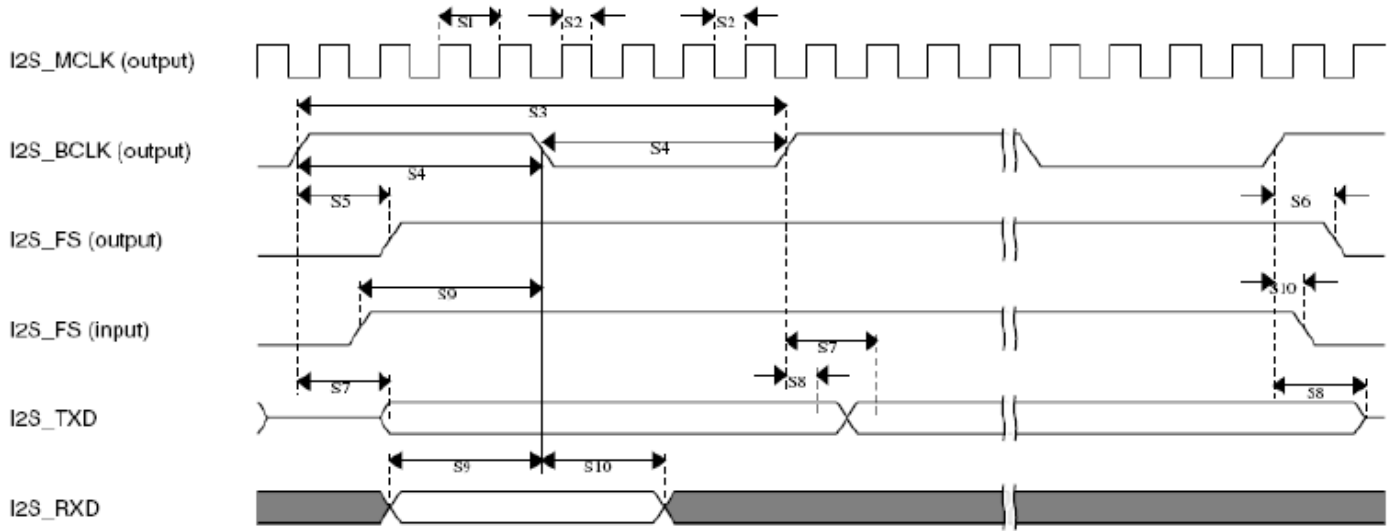 S1 S2 S2
I2S_MCLK (output)
S3
I2S_BCLK (output)
S4
S4
S5 S6
I2S_FS (output)
S9 S10
I2S_FS (input)
S7
S7 S8 S8
I2S_TXD
S9 S10
I2S_RXD